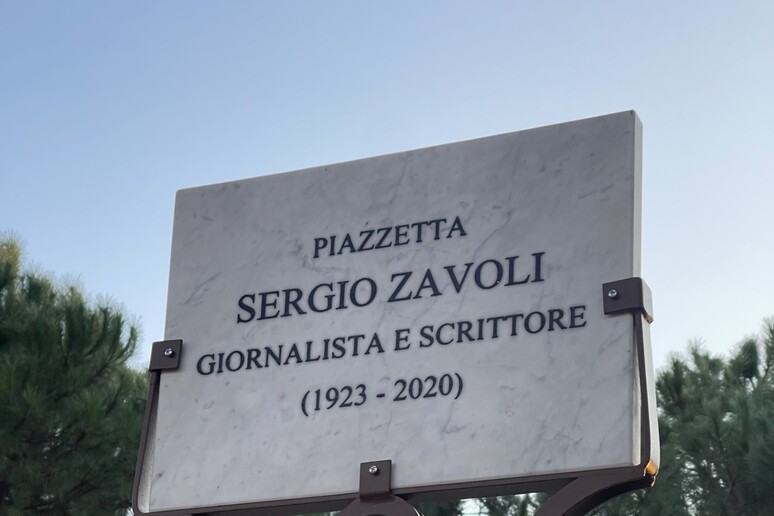 PIAZZETTA
SERGIO ZAVOLI
GIORNALISTA E SCRITTORE
(1923 - 2020)